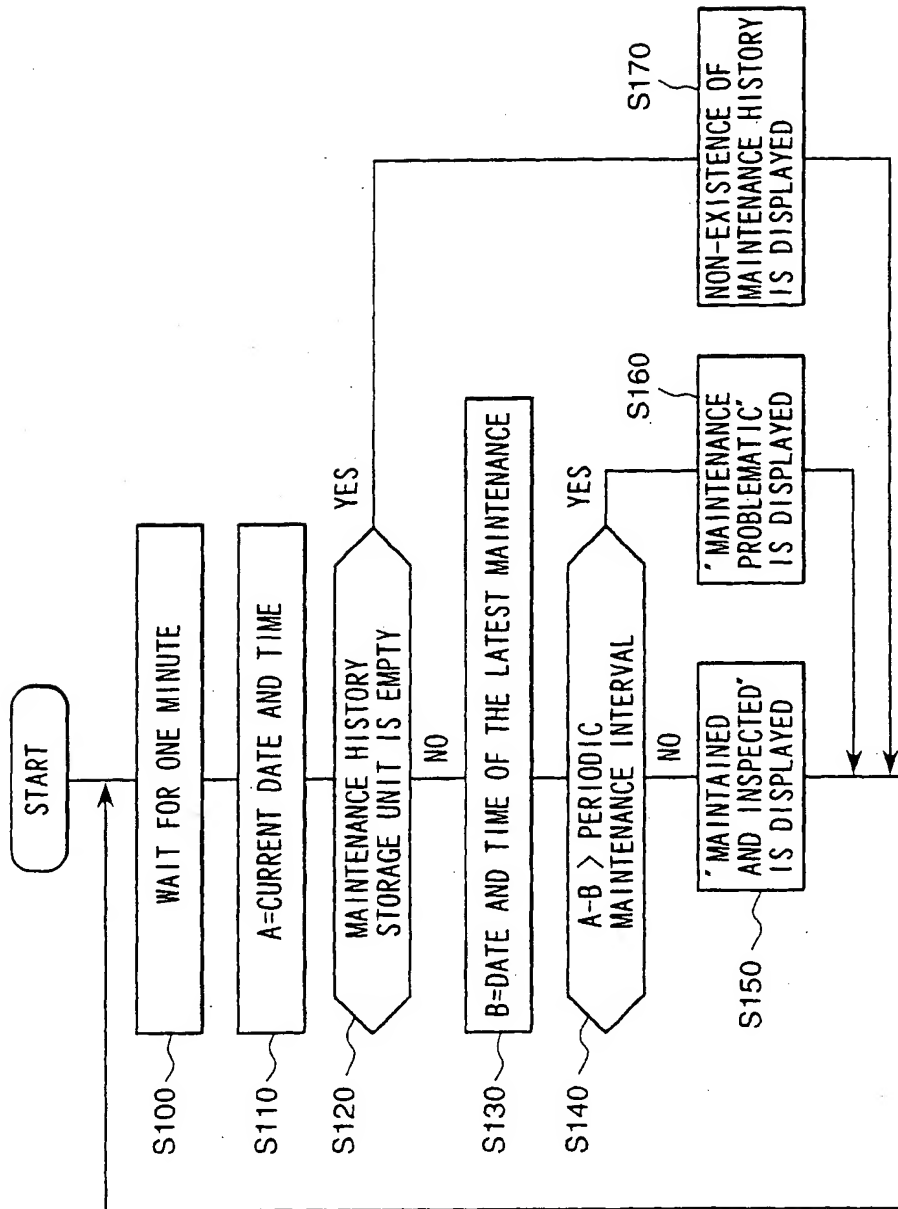 START
WAIT FOR ONE MINUTE
S100
A=CURRENT DATE AND TIME
S110
MAINTENANCE HISTORY
STORAGE UNIT IS EMPTY
S120
YES
NO
B=DATE AND TIME OF THE LATEST MAINTENANCE
S130
A-B > PERIODIC
MAINTENANCE INTERVAL
S140
YES
NO
"MAINTAINED
AND INSPECTED"
IS DISPLAYED
S150
"MAINTENANCE
PROBLEMATIC"
IS DISPLAYED
S160
NON-EXISTENCE OF
MAINTENANCE HISTORY
IS DISPLAYED
S170